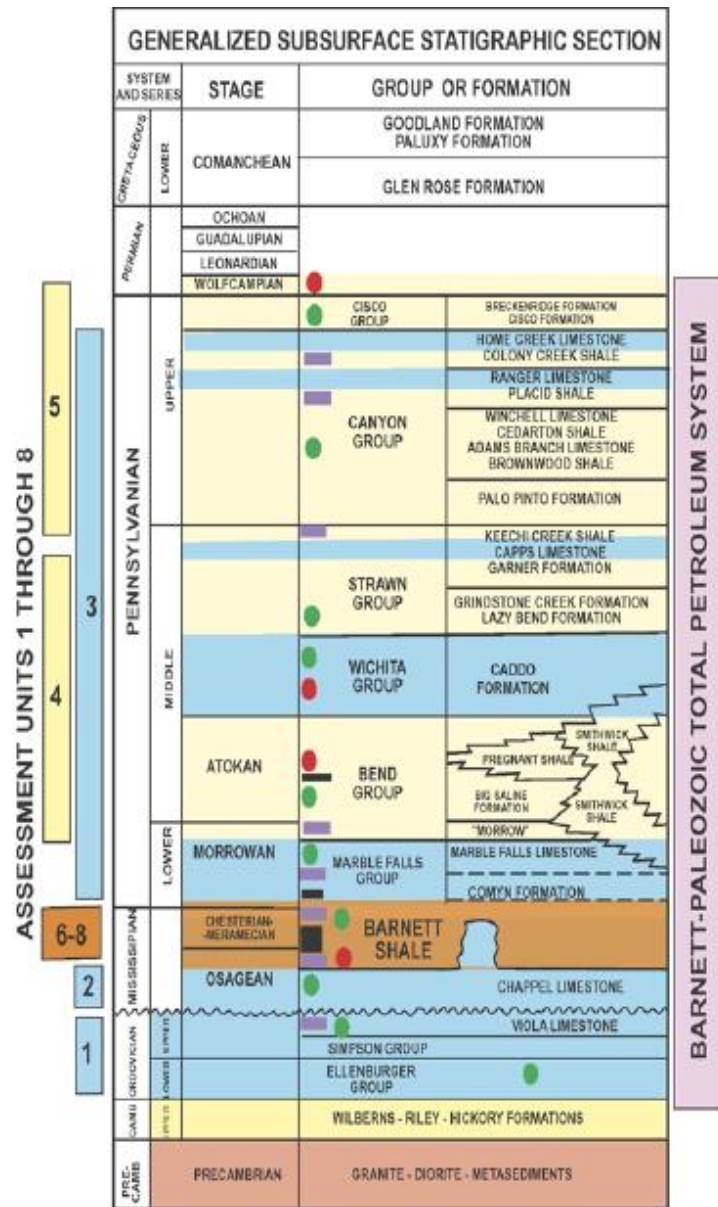 GENERALIZED SUBSURFACE STATIGRAPHIC SECTION
SYSTEM AND SERIES
STAGE
GROUP OR FORMATION
CRETACEOUS
LOWER
COMANCHEAN
GOODLAND FORMATION
PALUXY FORMATION
GLEN ROSE FORMATION
PERMIAN
OCHOAN
GUADALUPIAN
LEONARDIAN
WOLFCAMPIAN
PENNSYLVANIAN
UPPER
CISCO
GROUP
BRECKENRIDGE FORMATION
CISCO FORMATION
HOME CREEK LIMESTONE
COLONY CREEK SHALE
RANGER LIMESTONE
PLACID SHALE
CANYON
GROUP
WINCHELL LIMESTONE
CEDARTON SHALE
ADAMS BRANCH LIMESTONE
BROWNWOOD SHALE
PALO PINTO FORMATION
MIDDLE
KEECHI CREEK SHALE
CAPPS LIMESTONE
GARNER FORMATION
STRAWN
GROUP
GRINDSTONE CREEK FORMATION
LAZY BEND FORMATION
WICHITA
GROUP
CADDO
FORMATION
ATOKAN
BEND
GROUP
SMITHWICK
SHALE
PREGNANT SHALE
BIG SALINE
FORMATION
SMITHWICK
SHALE
"MORROW"
LOWER
MORROWAN
MARBLE FALLS
GROUP
MARBLE FALLS LIMESTONE
COMYN FORMATION
MISSISSIPIAN
CHESTERIAN-
-MERAMECIAN
BARNETT
SHALE
OSAGEAN
CHAPPEL LIMESTONE
ORDOVICIAN
UPPER
VIOLA LIMESTONE
SIMPSON GROUP
LOWER
ELLENBURGER
GROUP
CAMB
UPPER
WILBERNS - RILEY - HICKORY FORMATIONS
PRE-
CAMB
PRECAMBRIAN
GRANITE - DIORITE - METASEDIMENTS
ASSESSMENT UNITS 1 THROUGH 8
5
3
4
6-8
2
1
BARNETT-PALEOZOIC TOTAL PETROLEUM SYSTEM